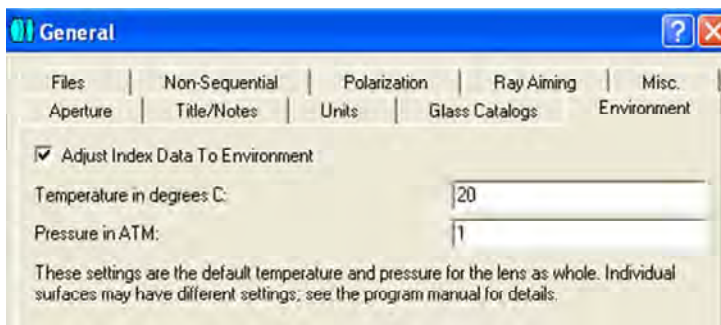 General
Files Non-Sequential Polarization Ray Aiming Misc.
Aperture Title/Notes Units Glass Catalogs Environment
Adjust Index Data To Environment
Temperature in degrees C: 20
Pressure in ATM: 1
These settings are the default temperature and pressure for the lens as whole. Individual
surfaces may have different settings; see the program manual for details.